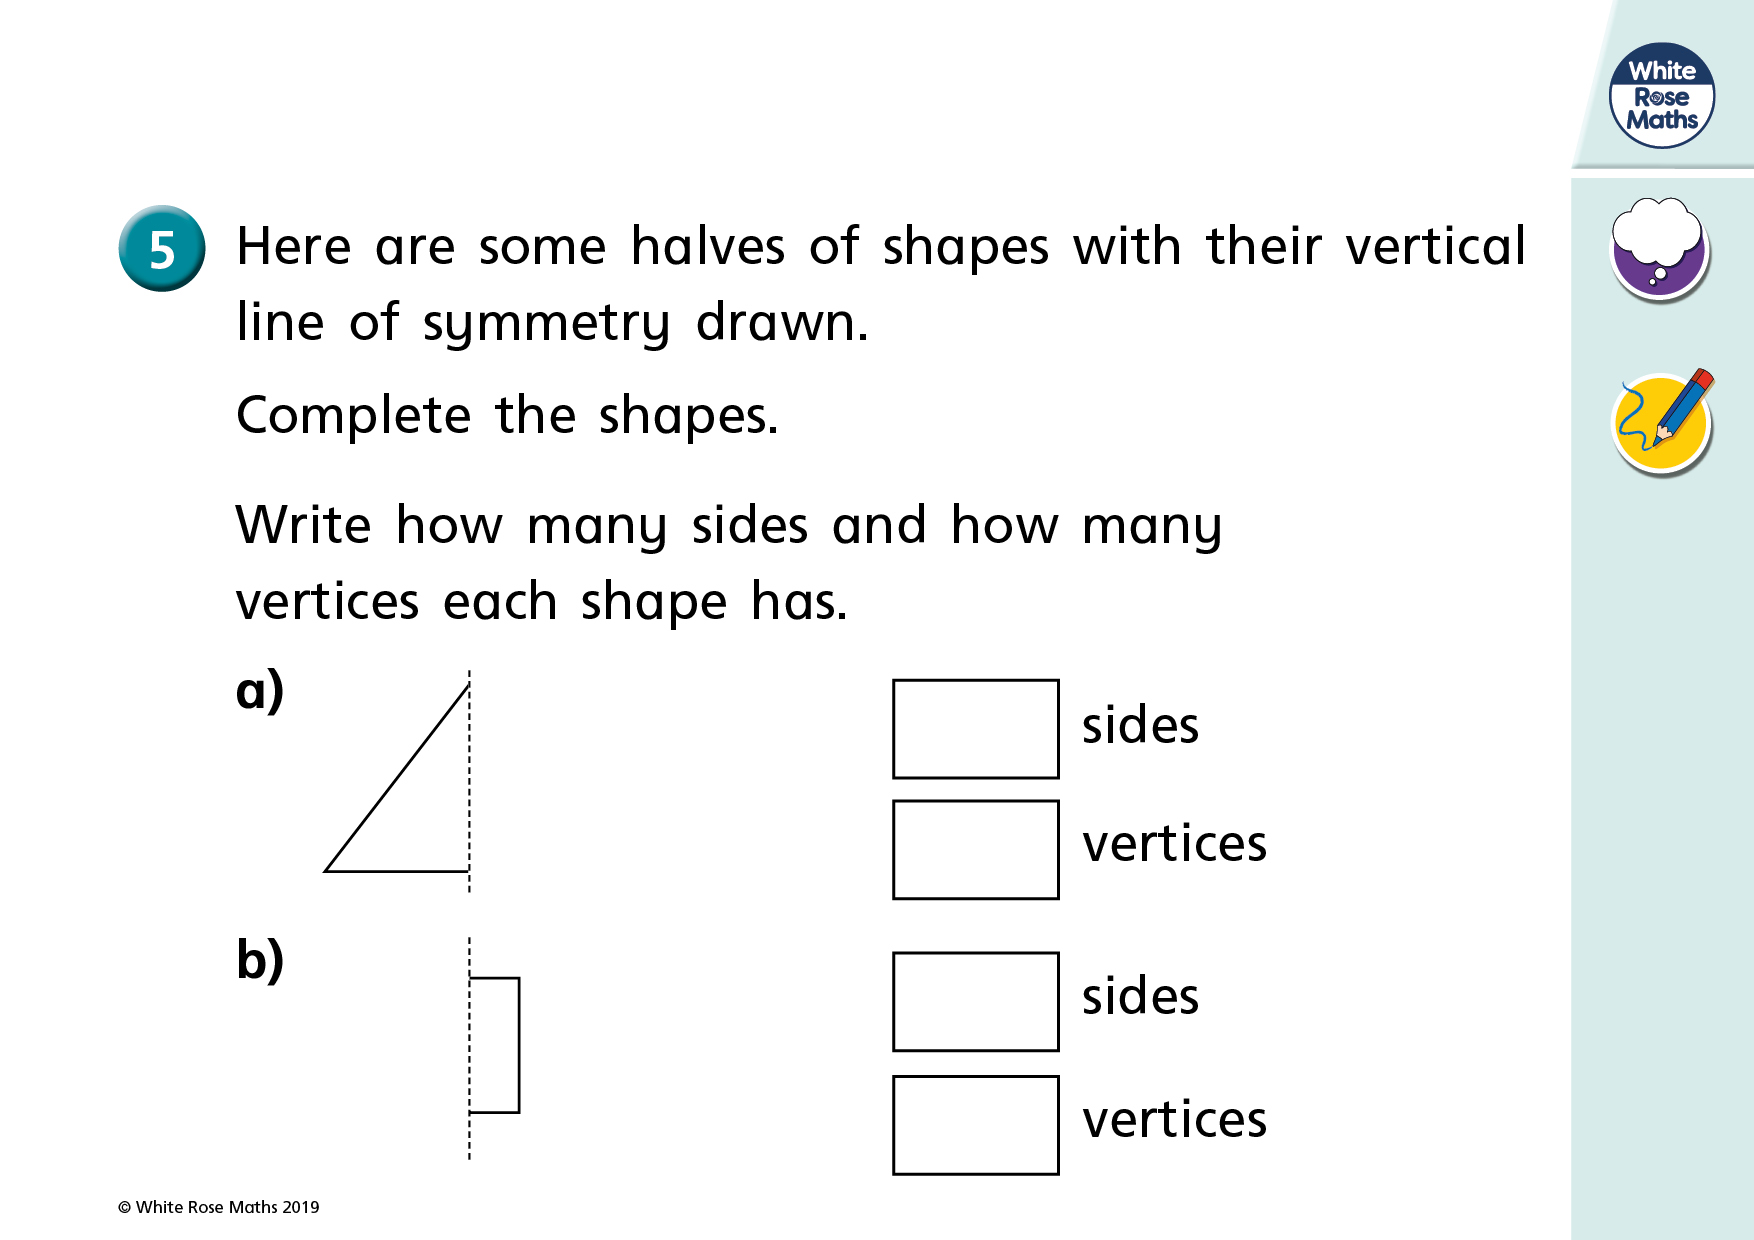 White
Rose
Maths
5 Here are some halves of shapes with their vertical
line of symmetry drawn.
Complete the shapes.
Write how many sides and how many
vertices each shape has.
a)
sides
vertices
b)
sides
vertices
© White Rose Maths 2019